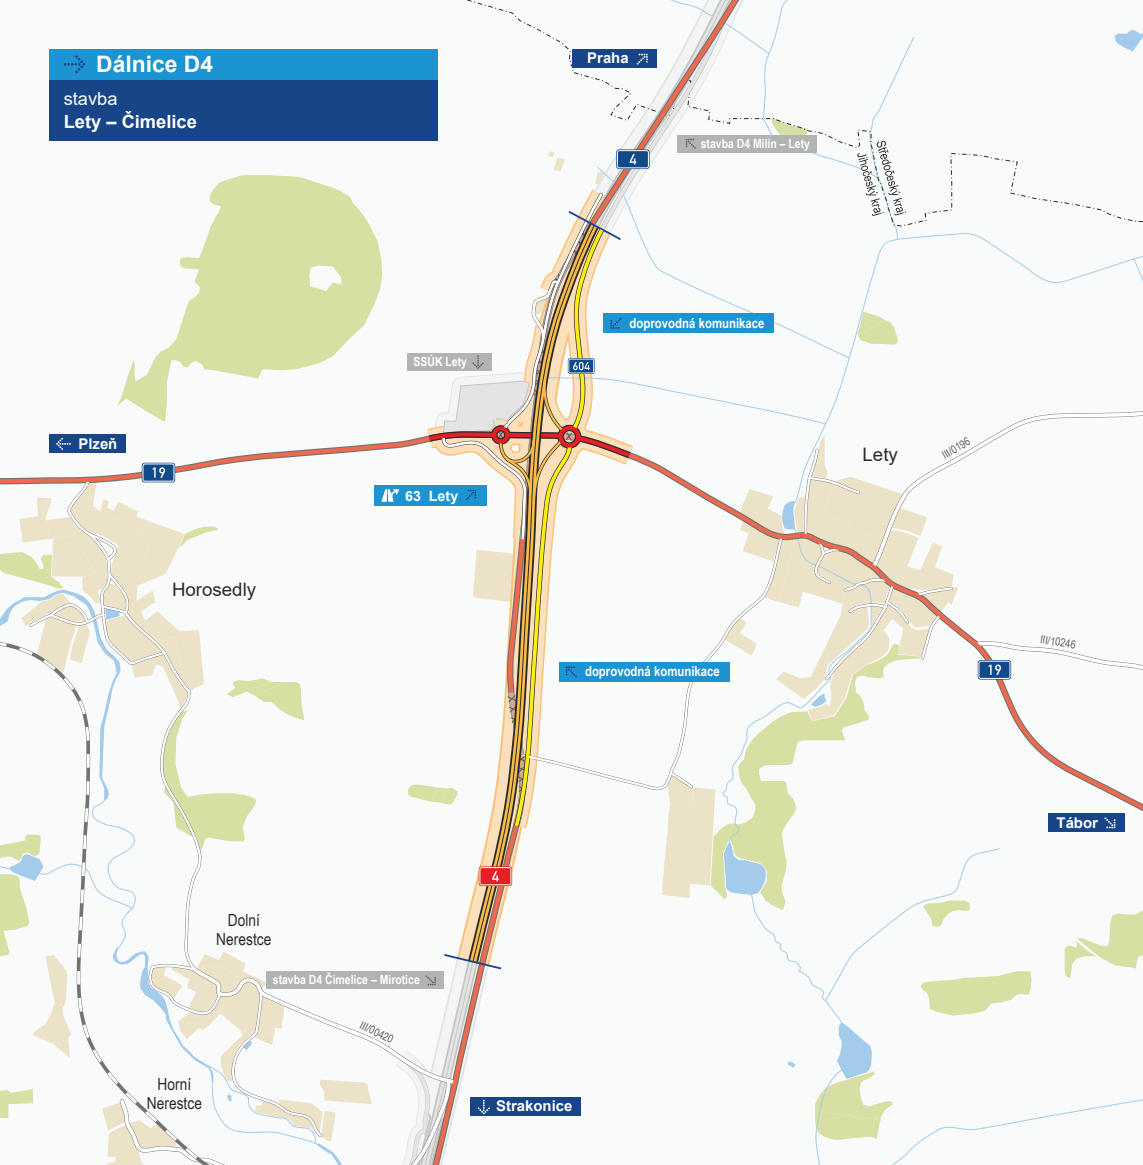 Dálnice D4
stavba
Lety – Čimelice
Praha
stavba D4 Milín – Lety
4
Středočeský kraj
Jihočeský kraj
doprovodná komunikace
SSÚK Lety
604
Plzeň
19
Lety
III/0196
63 Lety
Horosedly
III/10246
doprovodná komunikace
19
Tábor
4
Dolní
Nerestce
stavba D4 Čimelice – Mirotice
III/00420
Horní
Nerestce
Strakonice